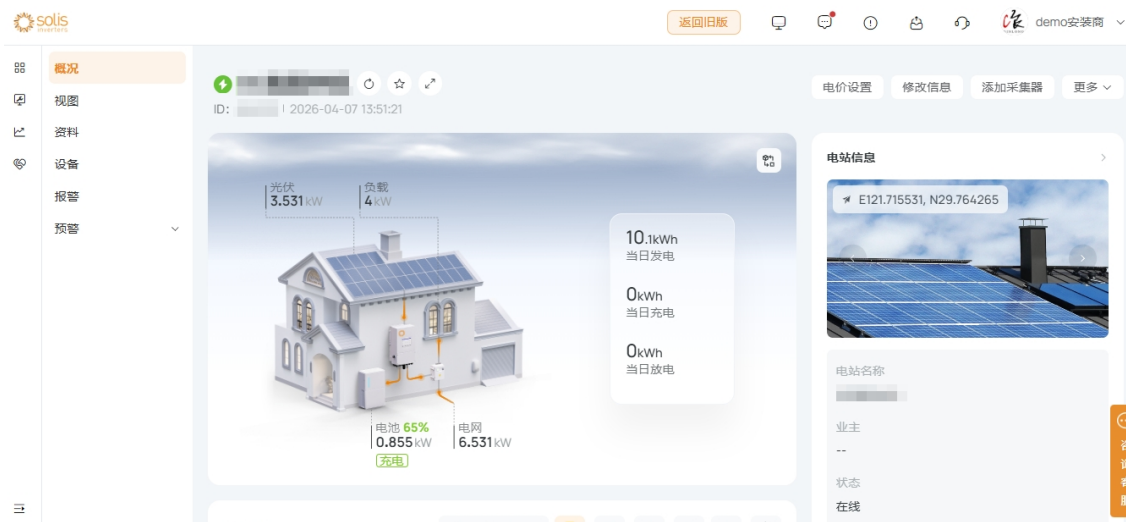 solis
inverters
返回旧版
demo安装商
概况
视图
资料
设备
报警
预警
ID:
2026-04-07 13:51:21
电价设置
修改信息
添加采集器
更多
光伏
3.531kW
负载
4kW
10.1kWh
当日发电
0kWh
当日充电
0kWh
当日放电
电池 65%
0.855kW
充电
电网
6.531kW
电站信息
E121.715531, N29.764265
电站名称
业主
--
状态
在线